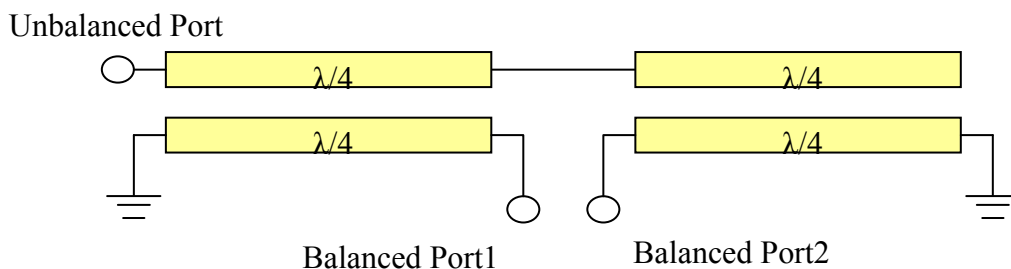 Unbalanced Port
λ/4 λ/4
λ/4 λ/4
Balanced Port1 Balanced Port2